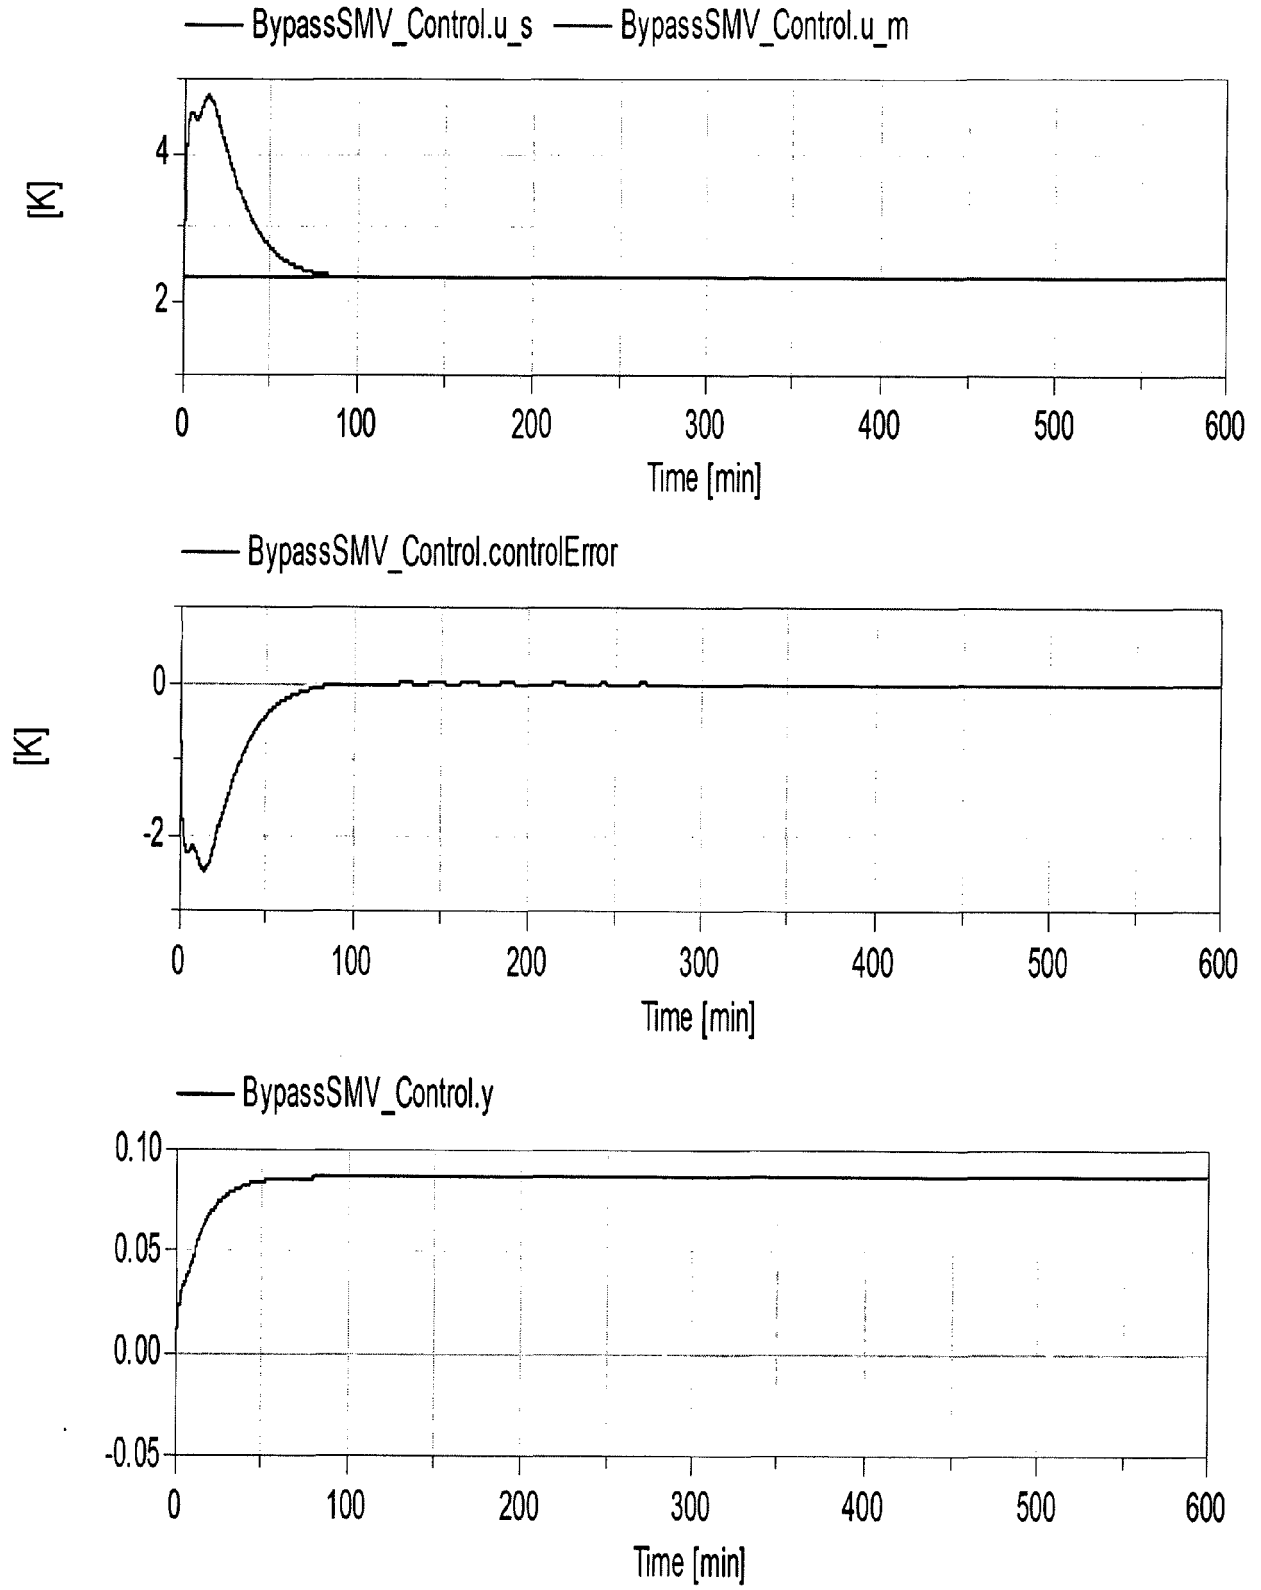 BypassSMV_Control.u_s BypassSMV_Control.u_m
4
[K]
2
0 100 200 300 400 500 600
Time [min]
BypassSMV_Control.controlError
0
[K]
-2
0 100 200 300 400 500 600
Time [min]
BypassSMV_Control.y
0.10
0.05
0.00
-0.05
0 100 200 300 400 500 600
Time [min]